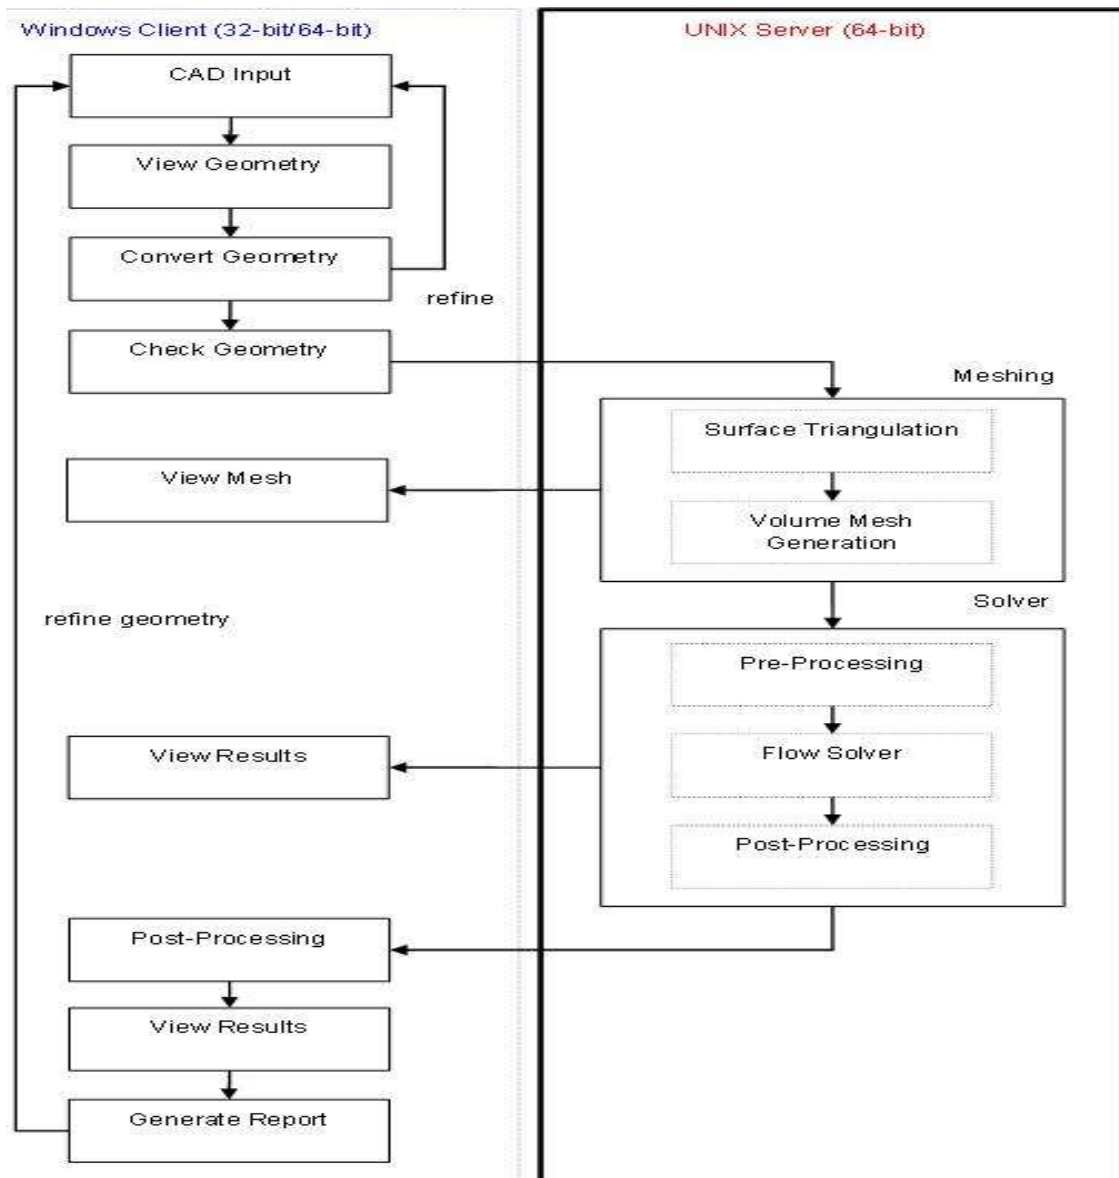 Windows Client (32-bit/64-bit)
UNIX Server (64-bit)
CAD Input
View Geometry
Convert Geometry
refine
Check Geometry
Meshing
Surface Triangulation
View Mesh
Volume Mesh
Generation
Solver
refine geometry
Pre-Processing
View Results
Flow Solver
Post-Processing
Post-Processing
View Results
Generate Report